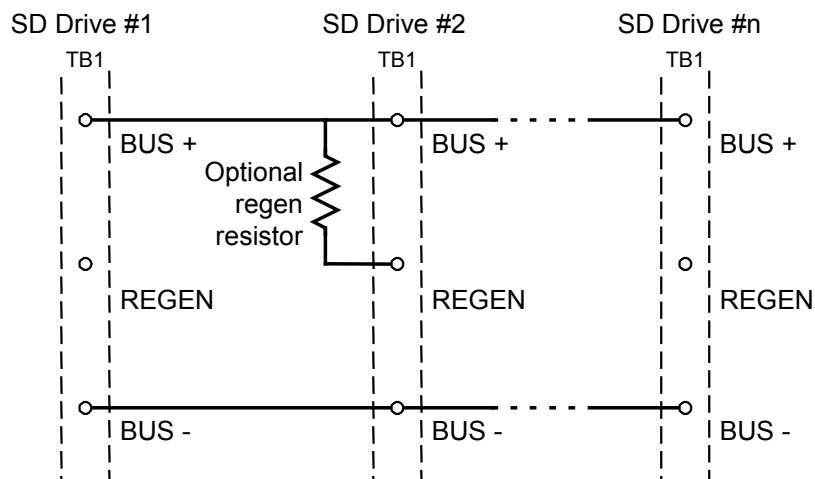 SD Drive #1 SD Drive #2 SD Drive #n
TB1 TB1 TB1
BUS + BUS + BUS +
Optional
regen
resistor
REGEN REGEN REGEN
BUS - BUS - BUS -